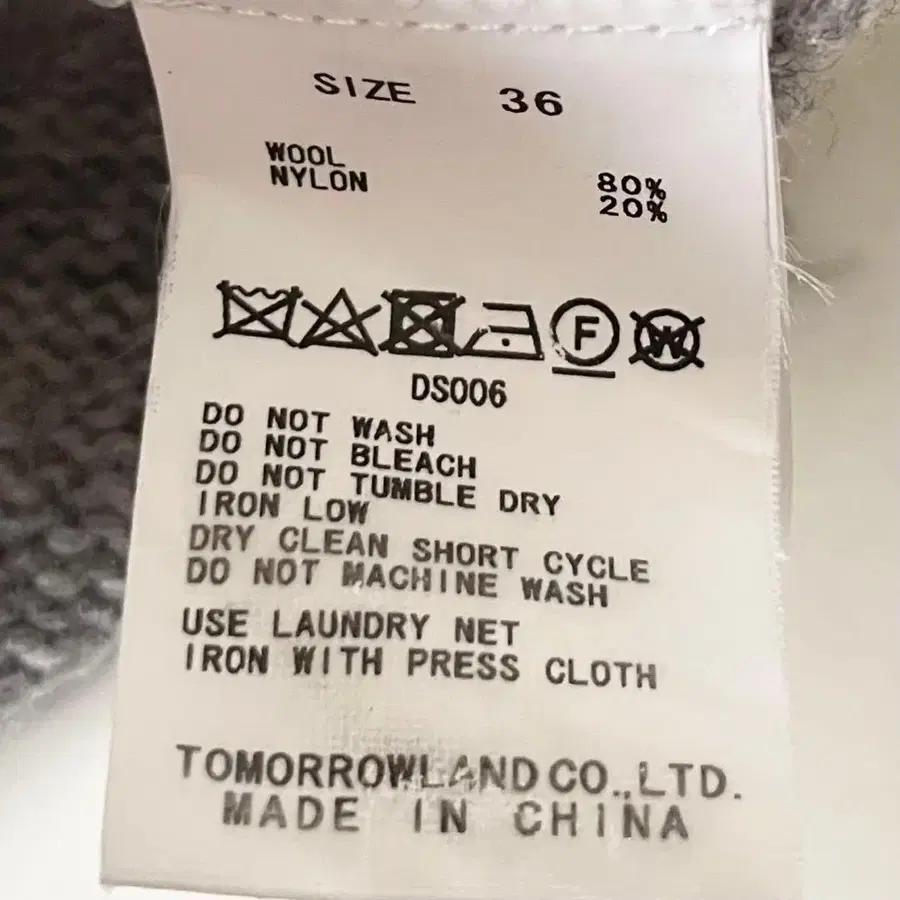 SIZE 36
WOOL 80%
NYLON 20%
F W
DS006
DO NOT WASH
DO NOT BLEACH
DO NOT TUMBLE DRY
IRON LOW
DRY CLEAN SHORT CYCLE
DO NOT MACHINE WASH
USE LAUNDRY NET
IRON WITH PRESS CLOTH
TOMORROWLAND CO.,LTD.
MADE IN CHINA